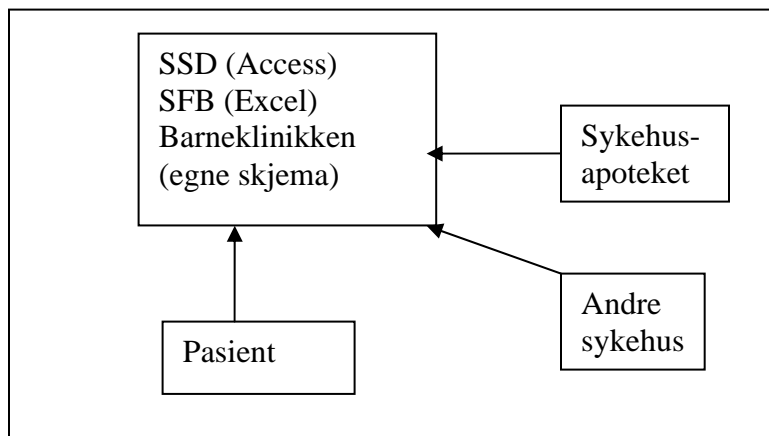 SSD (Access)
SFB (Excel)
Barneklinikken
(egne skjema)
Sykehus-
apoteket
Andre
sykehus
Pasient